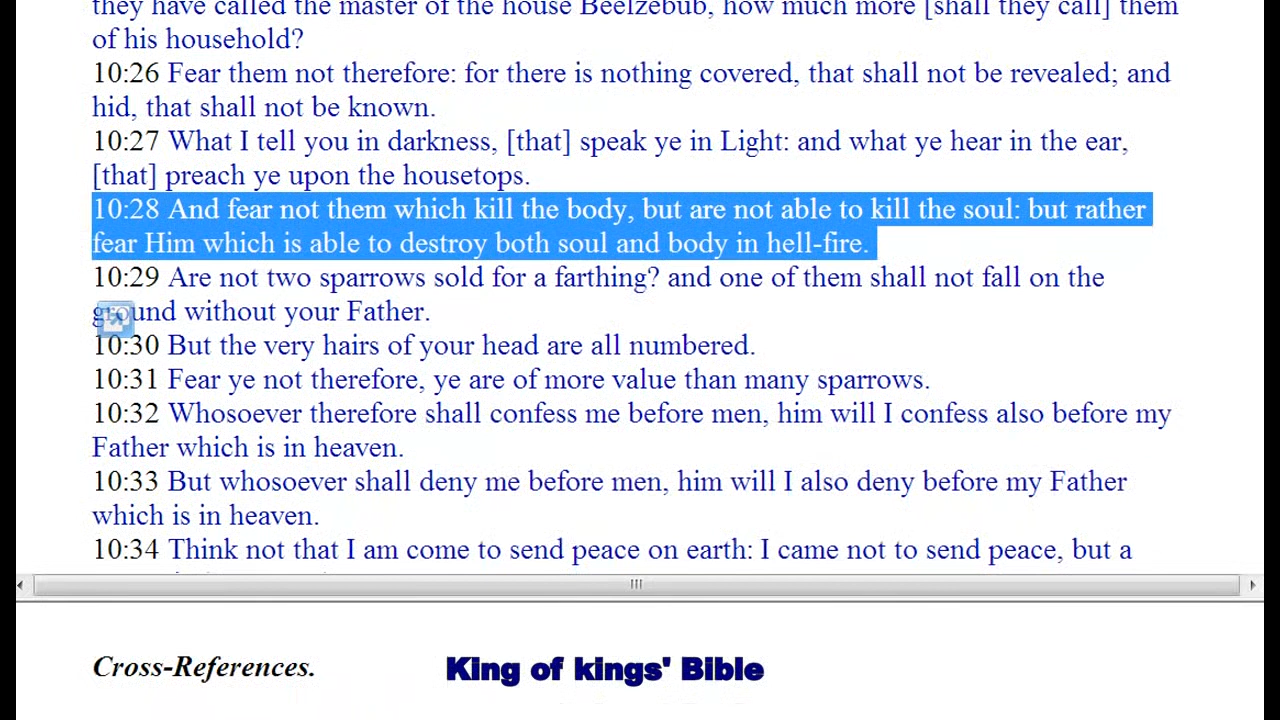 they have called the master of the house Beelzebub, how much more [shall they call] them
of his household?
10:26 Fear them not therefore: for there is nothing covered, that shall not be revealed; and
hid, that shall not be known.
10:27 What I tell you in darkness, [that] speak ye in Light: and what ye hear in the ear,
[that] preach ye upon the housetops.
10:28 And fear not them which kill the body, but are not able to kill the soul: but rather
fear Him which is able to destroy both soul and body in hell-fire.
10:29 Are not two sparrows sold for a farthing? and one of them shall not fall on the
ground without your Father.
10:30 But the very hairs of your head are all numbered.
10:31 Fear ye not therefore, ye are of more value than many sparrows.
10:32 Whosoever therefore shall confess me before men, him will I confess also before my
Father which is in heaven.
10:33 But whosoever shall deny me before men, him will I also deny before my Father
which is in heaven.
10:34 Think not that I am come to send peace on earth: I came not to send peace, but a
Cross-References.
King of kings' Bible